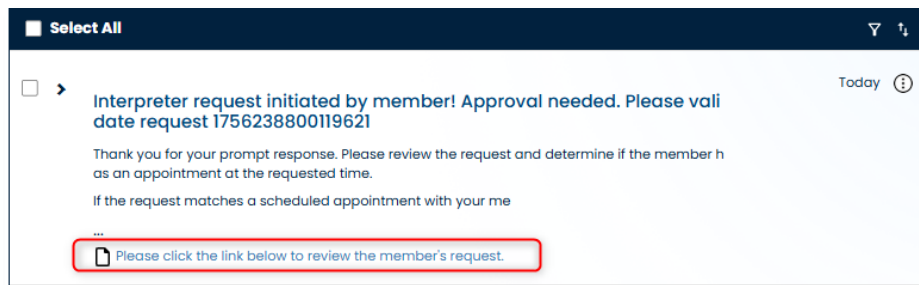 Select All
Today
Interpreter request initiated by member! Approval needed. Please vali
date request 1756238800119621
Thank you for your prompt response. Please review the request and determine if the member h
as an appointment at the requested time.
If the request matches a scheduled appointment with your me
...
Please click the link below to review the member's request.